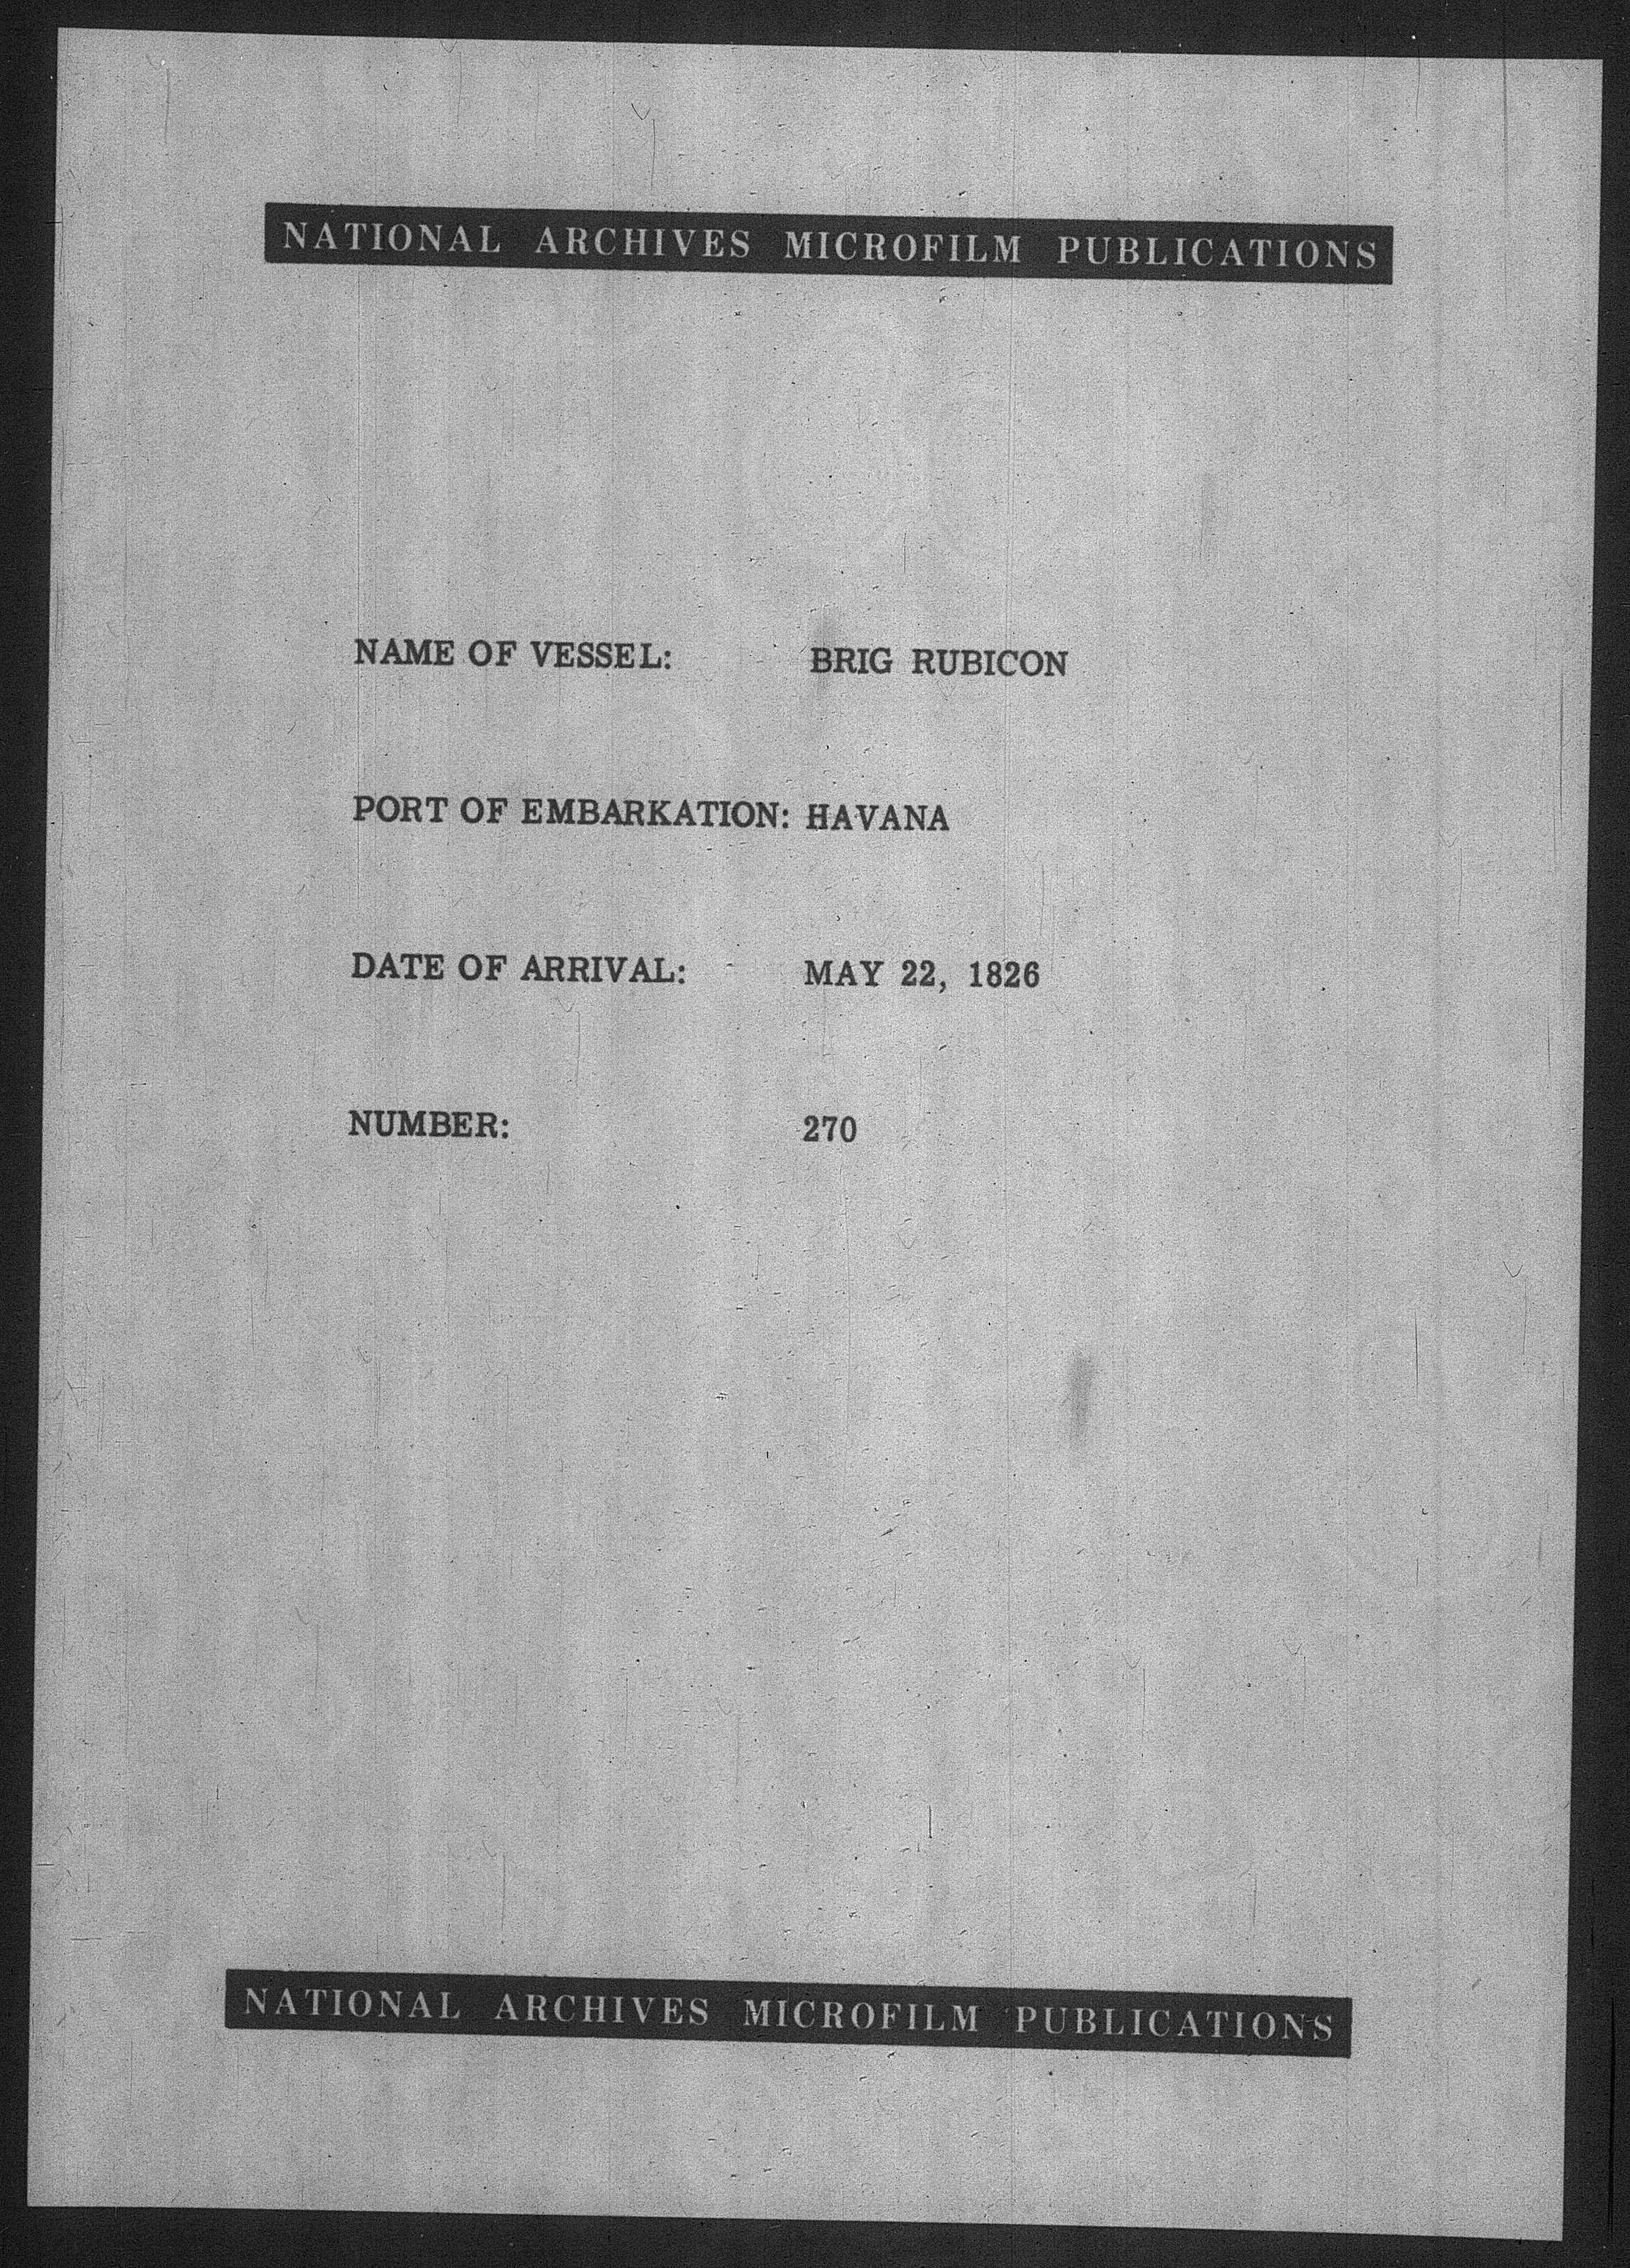 NATIONAL ARCHIVES MICROFILM PUBLICATIONS
NAME OF VESSEL: BRIG RUBICON
PORT OF EMBARKATION: HAVANA
DATE OF ARRIVAL: MAY 22, 1826
NUMBER: 270
NATIONAL ARCHIVES MICROFILM PUBLICATIONS